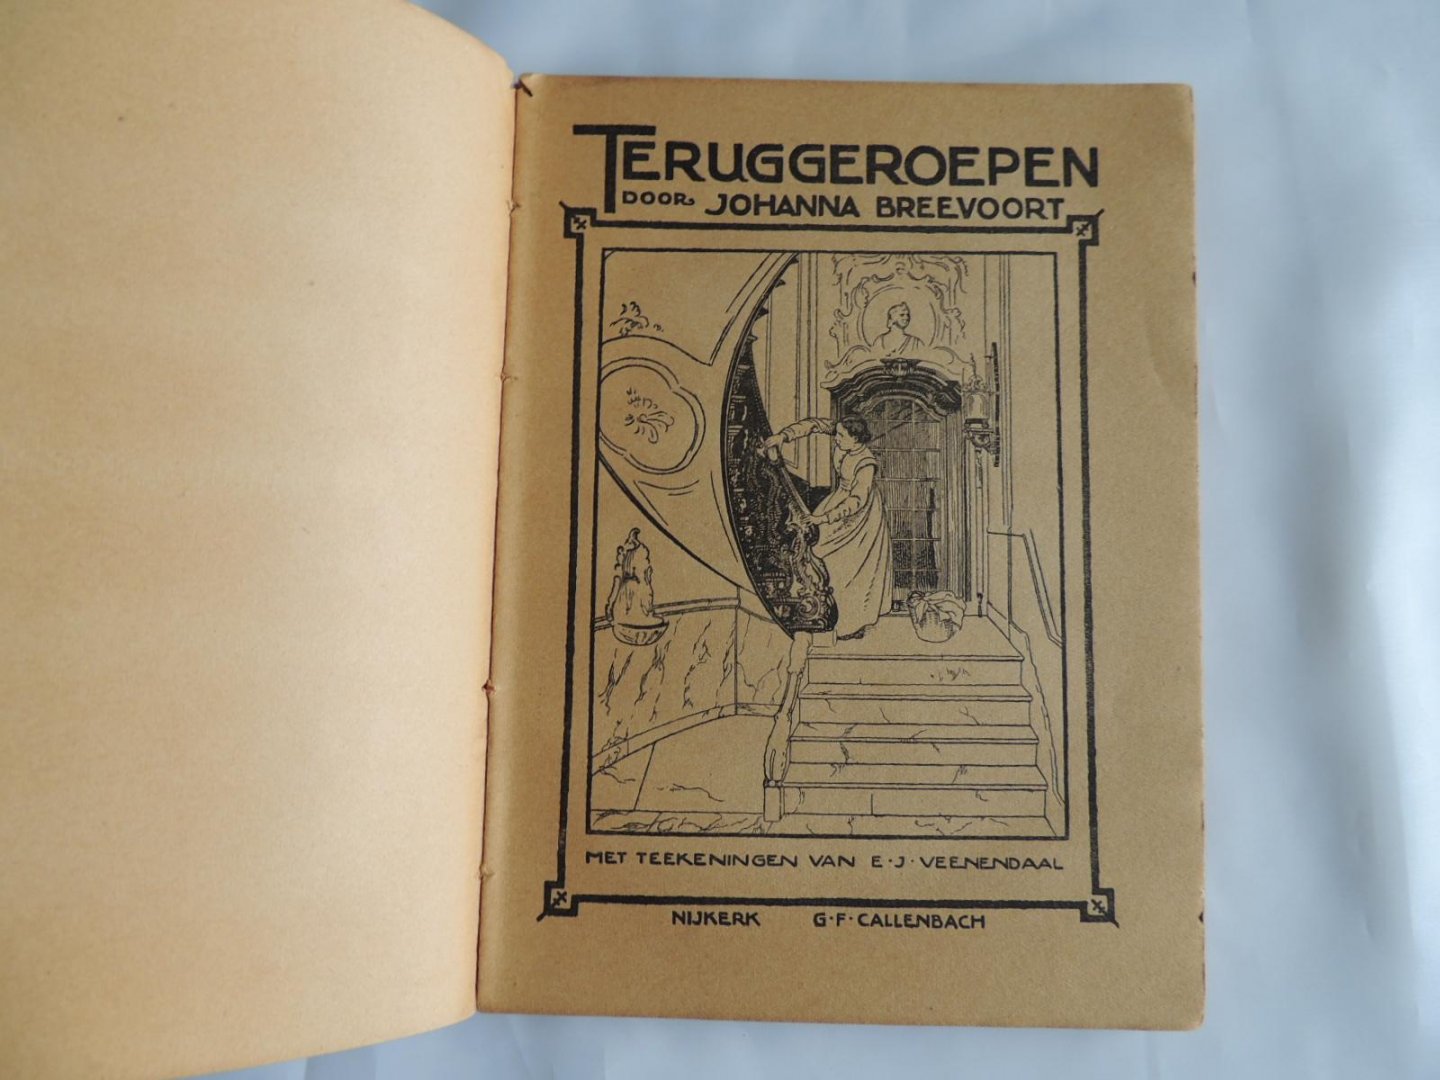 TERUGGEROEPEN
DOOR JOHANNA BREEVOORT
MET TEEKENINGEN VAN E·J·VEENENDAAL
NIJKERK G·F·CALLENBACH